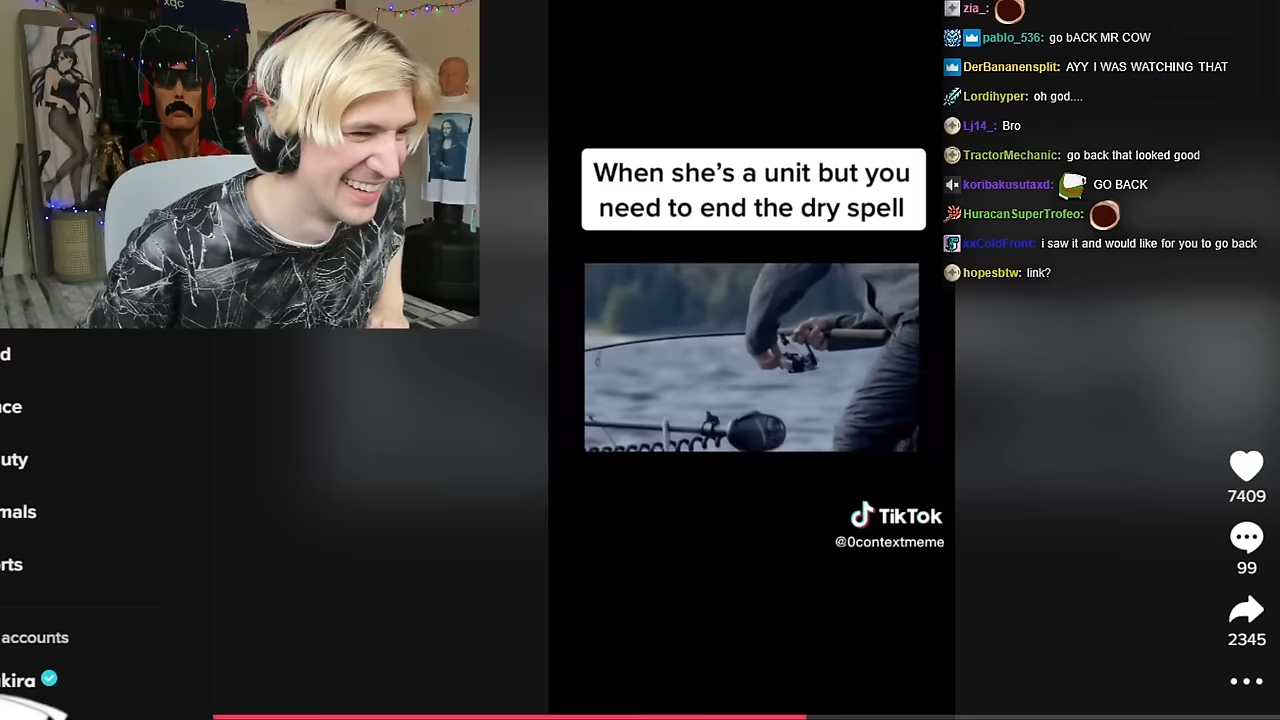 xqc
zia_:
pablo_536: go bACK MR COW
DerBananensplit: AYY I WAS WATCHING THAT
Lordihyper: oh god....
Lj14_: Bro
TractorMechanic: go back that looked good
koribakusutaxd: GO BACK
HuracanSuperTrofeo:
xxColdFront: i saw it and would like for you to go back
hopesbtw: link?
When she's a unit but you
need to end the dry spell
TikTok
@0contextmeme
d
nce
uty
mals
rts
accounts
kira
7409
99
2345